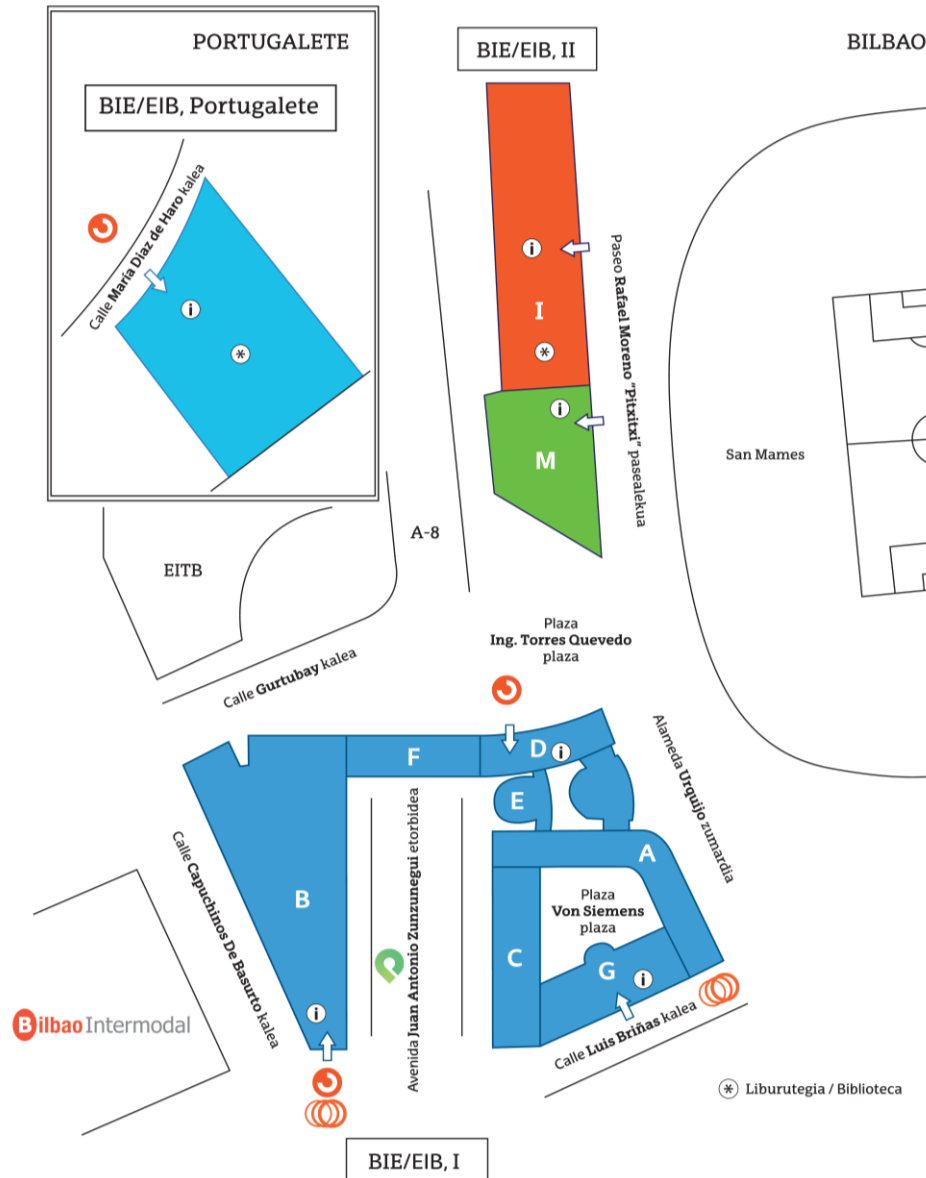 PORTUGALETE
BIE/EIB, Portugalete
Calle María Díaz de Haro kalea
i
*
BIE/EIB, II
BILBAO
i
I
*
i
M
Paseo Rafael Moreno "Pitxitxi" pasealekua
San Mames
A-8
EITB
Calle Gurtubay kalea
Plaza
Ing. Torres Quevedo
plaza
F
D
i
E
A
Alameda Urquijo zumardia
B
Calle Capuchinos De Basurto kalea
Avenida Juan Antonio Zunzunegui etorbidea
C
Plaza
Von Siemens
plaza
G
i
i
Calle Luis Briñas kalea
Bilbao Intermodal
* Liburutegia / Biblioteca
BIE/EIB, I